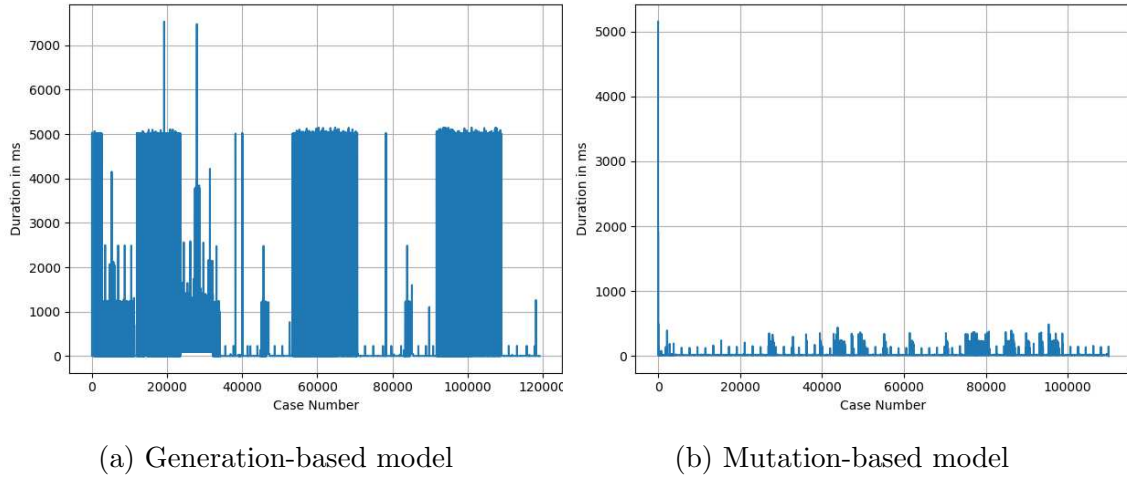 7000
6000
5000
4000
3000
2000
1000
0
Duration in ms
0 20000 40000 60000 80000 100000 120000
Case Number
5000
4000
3000
2000
1000
0
Duration in ms
0 20000 40000 60000 80000 100000
Case Number
(a) Generation-based model
(b) Mutation-based model